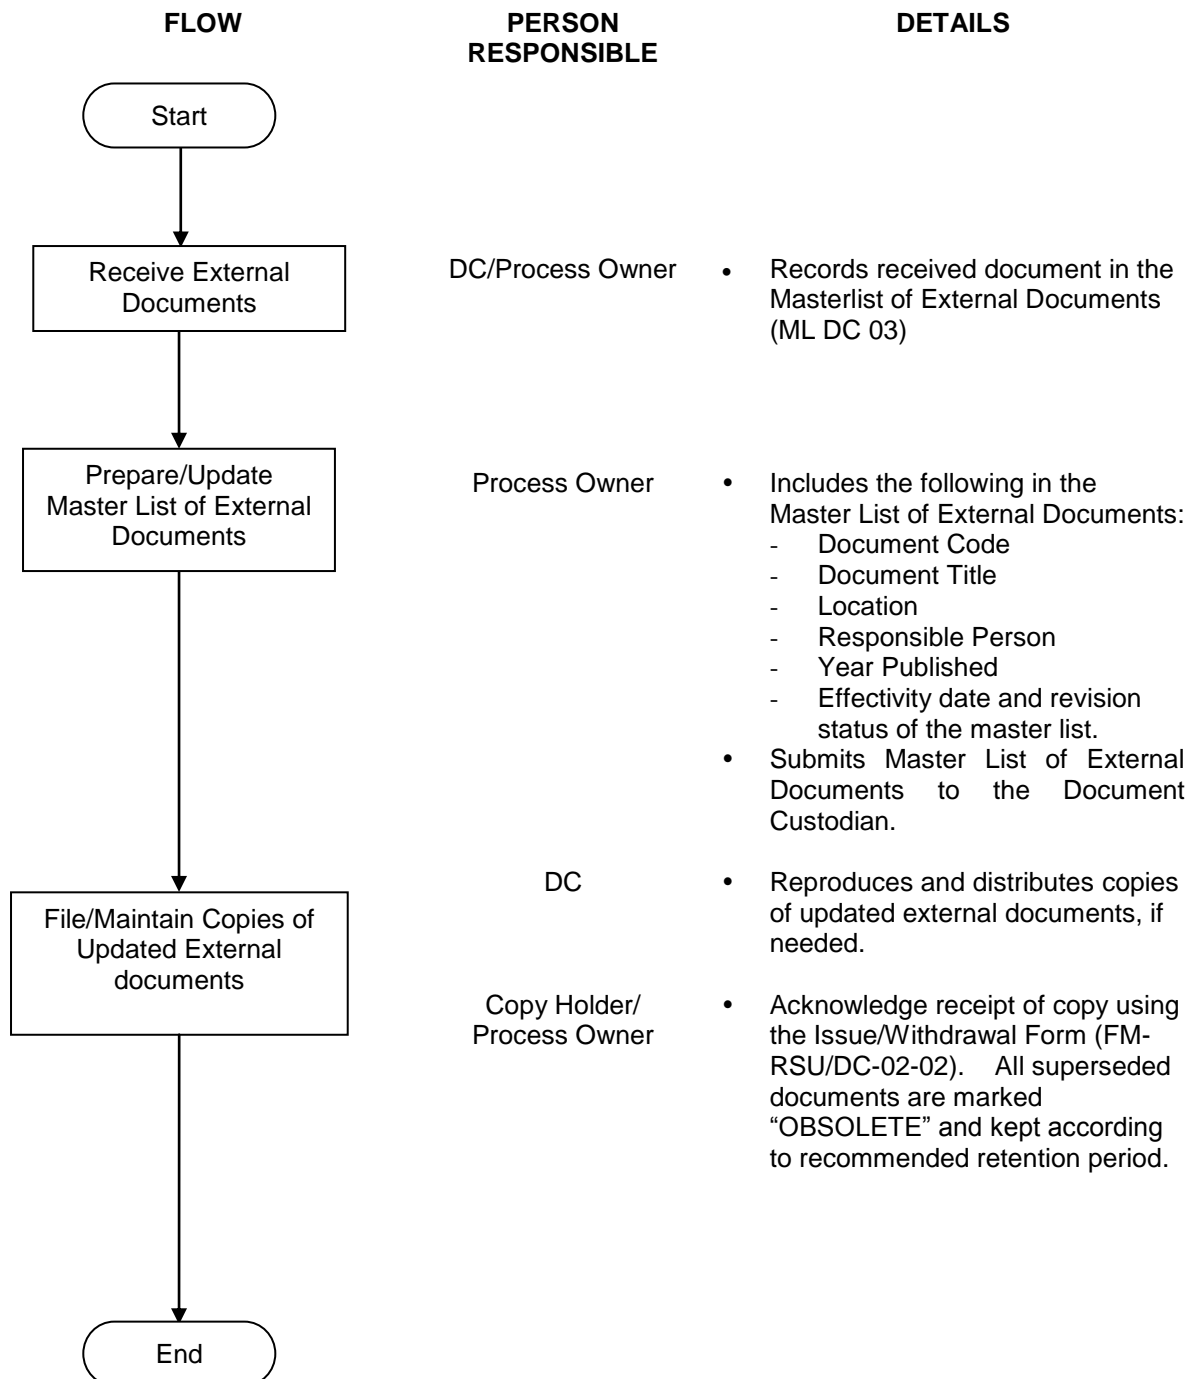 FLOW
PERSON
RESPONSIBLE
DETAILS
Start
Receive External
Documents
DC/Process Owner
• Records received document in the
Masterlist of External Documents
(ML DC 03)
Prepare/Update
Master List of External
Documents
Process Owner
• Includes the following in the
Master List of External Documents:
- Document Code
- Document Title
- Location
- Responsible Person
- Year Published
- Effectivity date and revision
status of the master list.
• Submits Master List of External
Documents to the Document
Custodian.
File/Maintain Copies of
Updated External
documents
DC
• Reproduces and distributes copies
of updated external documents, if
needed.
Copy Holder/
Process Owner
• Acknowledge receipt of copy using
the Issue/Withdrawal Form (FM-
RSU/DC-02-02). All superseded
documents are marked
“OBSOLETE” and kept according
to recommended retention period.
End